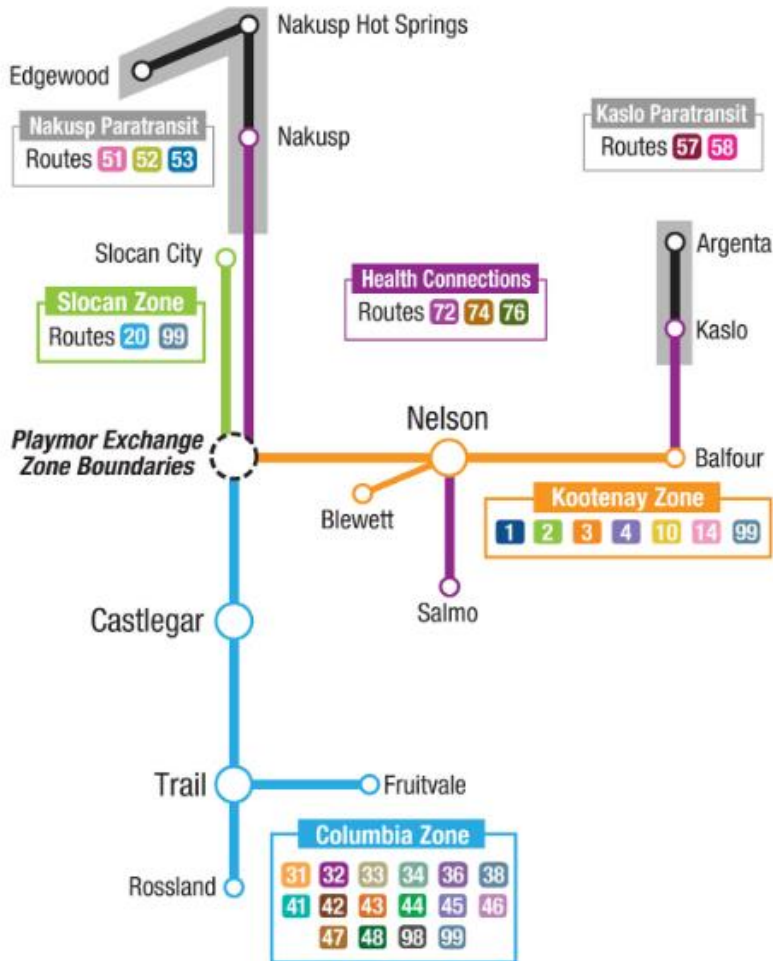 Nakusp Hot Springs
Edgewood
Nakusp Paratransit
Routes 51 52 53
Nakusp
Kaslo Paratransit
Routes 57 58
Slocan City
Slocan Zone
Routes 20 99
Health Connections
Routes 72 74 76
Argenta
Kaslo
Playmor Exchange
Zone Boundaries
Nelson
Balfour
Blewett
Kootenay Zone
1 2 3 4 10 14 99
Salmo
Castlegar
Trail
Fruitvale
Rossland
Columbia Zone
31 32 33 34 36 38
41 42 43 44 45 46
47 48 98 99